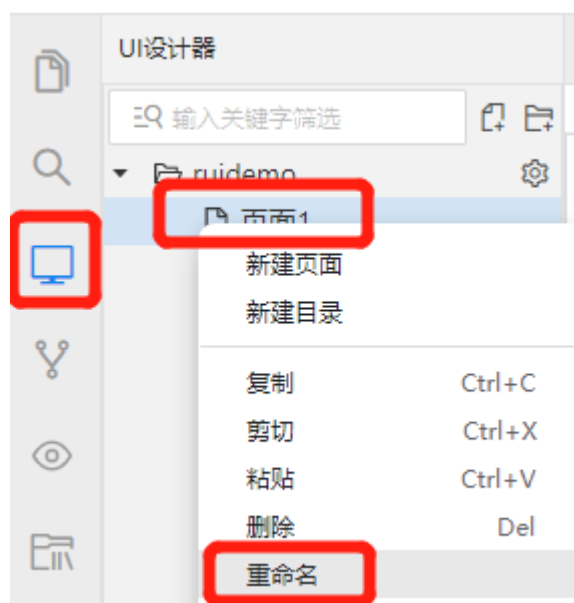 UI设计器
输入关键字筛选
ruidemo
页面1
新建页面
新建目录
复制 Ctrl+C
剪切 Ctrl+X
粘贴 Ctrl+V
删除 Del
重命名